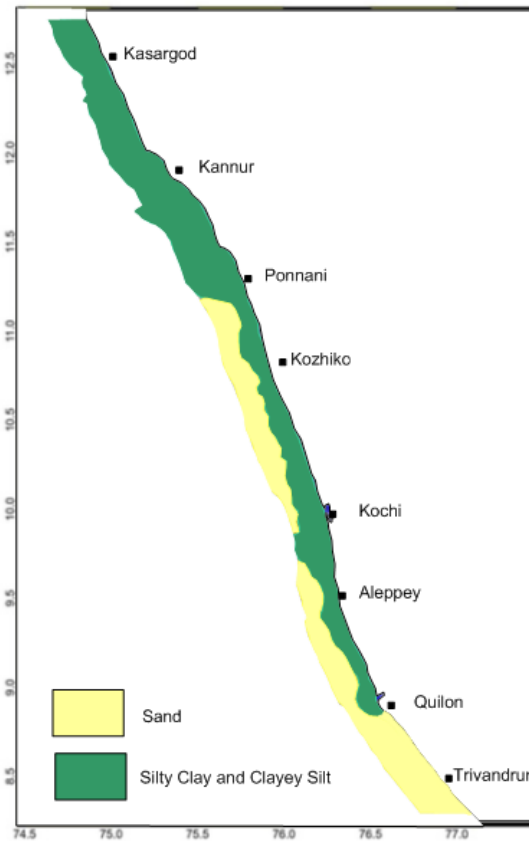 12.5
Kasargod
12.0
Kannur
11.5
Ponnani
11.0
Kozhiko
10.5
10.0
Kochi
9.5
Aleppey
9.0
Quilon
Sand
8.5
Silty Clay and Clayey Silt
Trivandrur
74.5 75.0 75.5 76.0 76.5 77.0